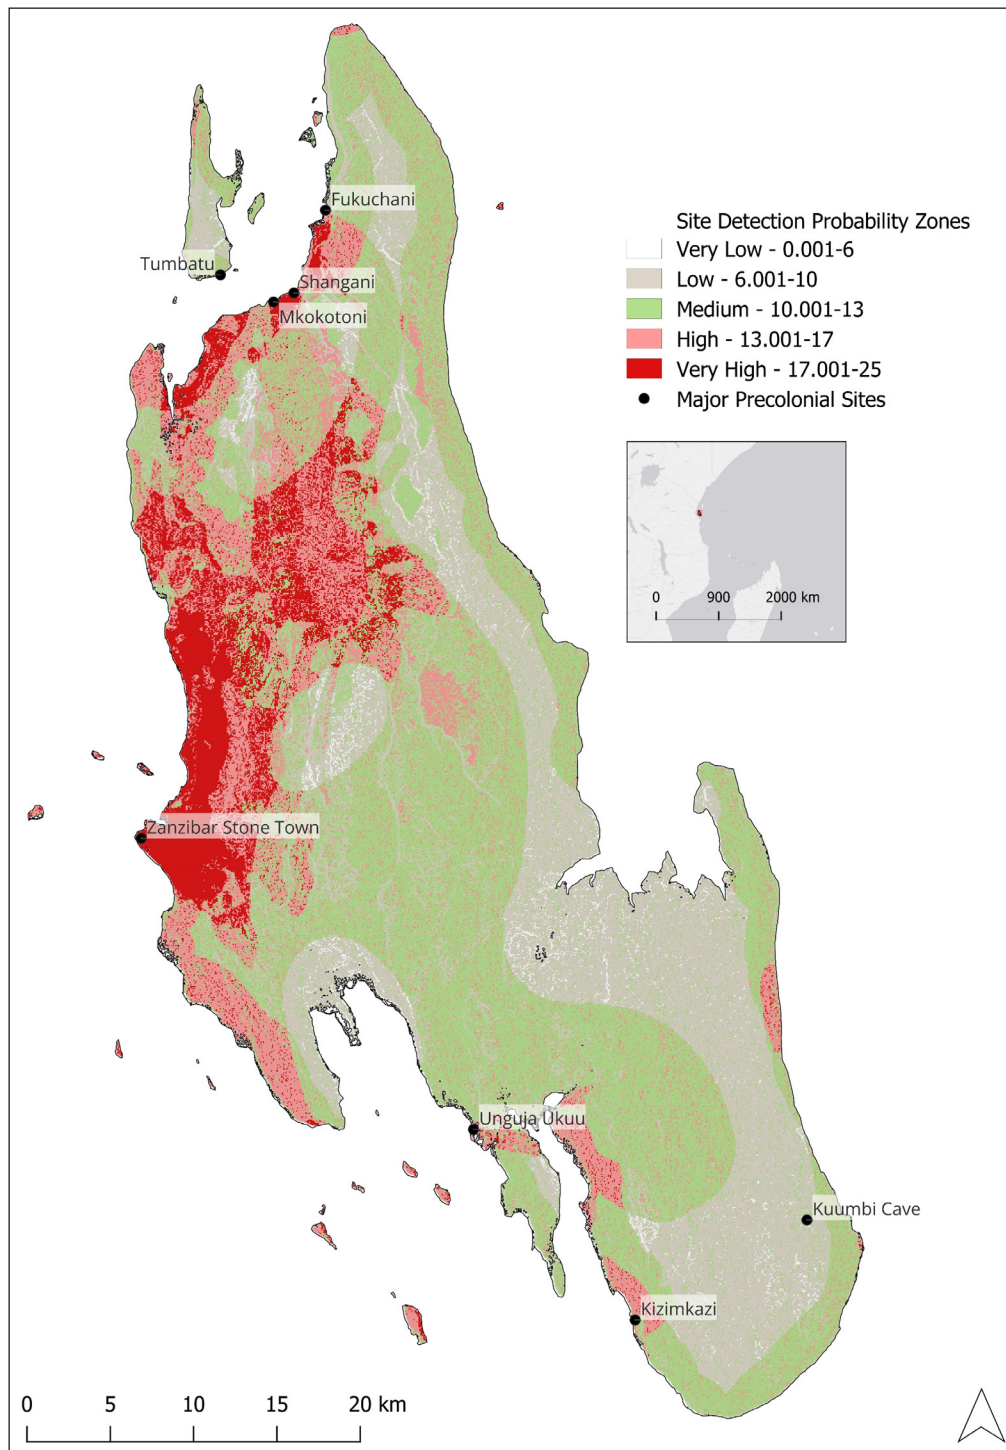 Fukuchani
Site Detection Probability Zones
Very Low - 0.001-6
Tumbatu
Low - 6.001-10
Shangani
Medium - 10.001-13
Mkokotoni
High - 13.001-17
Very High - 17.001-25
Major Precolonial Sites
0 900 2000 km
Zanzibar Stone Town
Unguja Ukuu
Kuumbi Cave
Kizimkazi
0 5 10 15 20 km